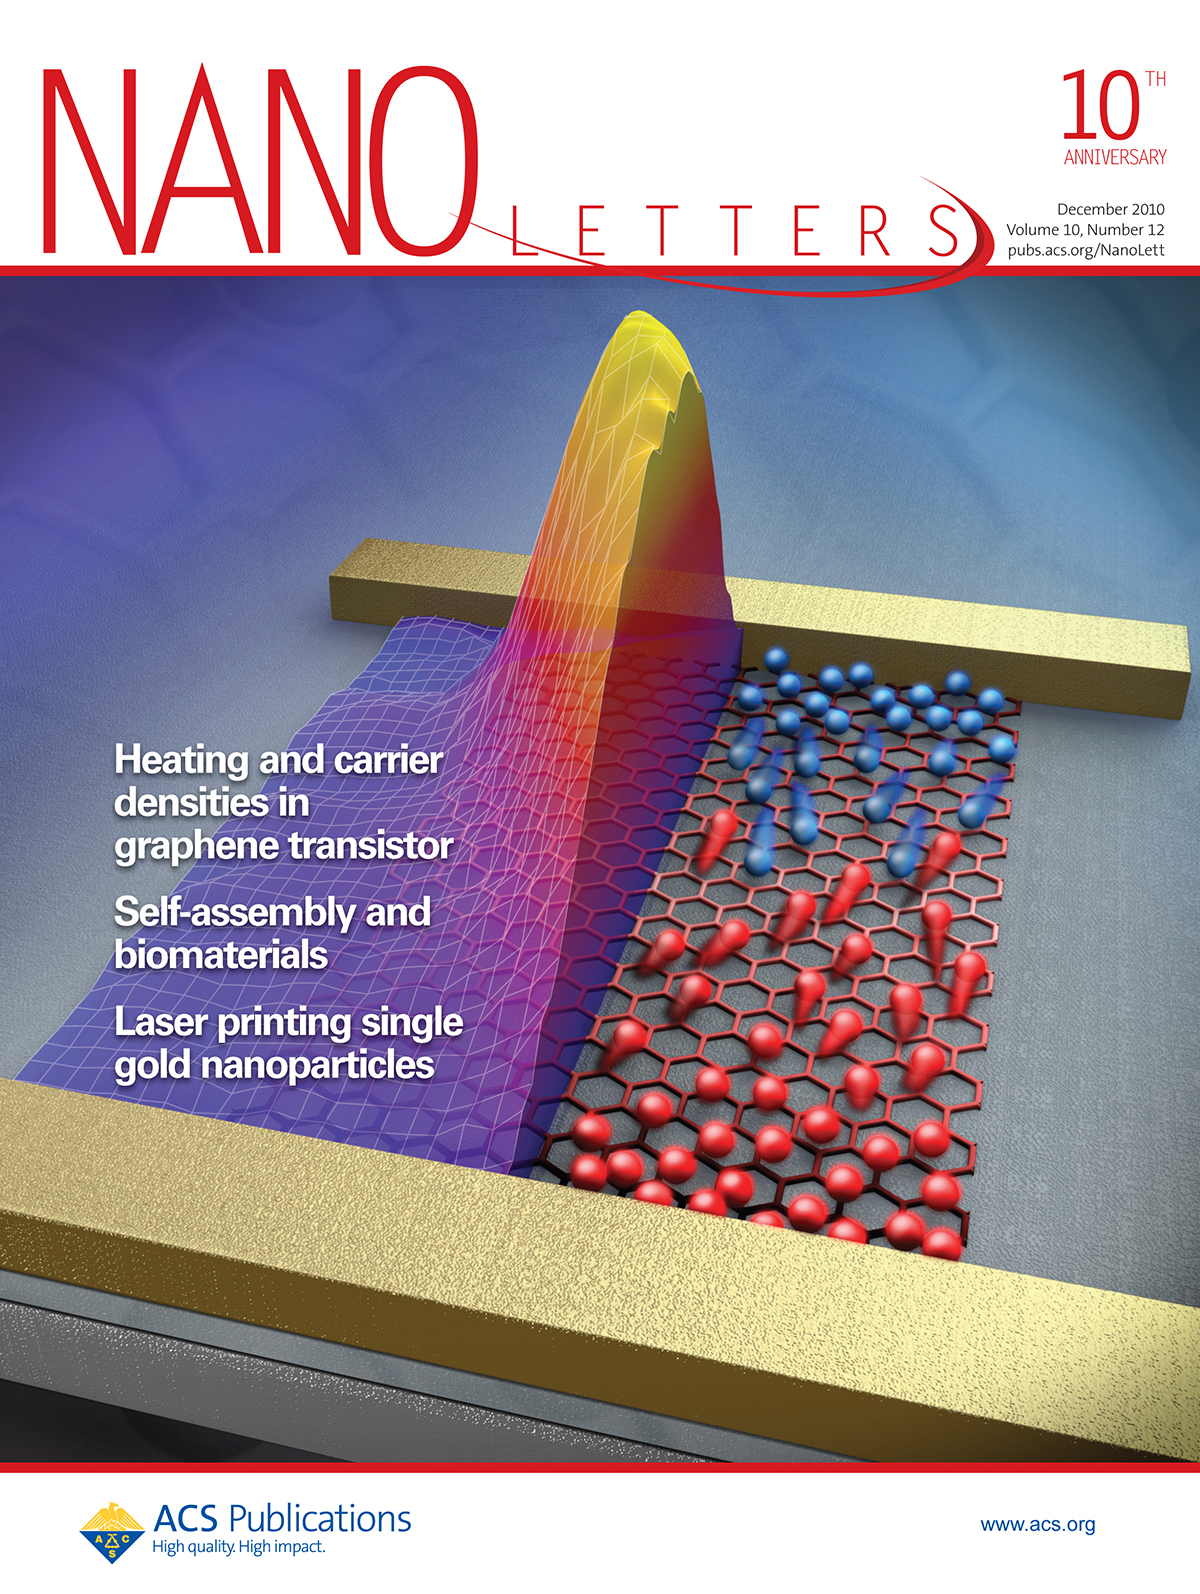 NANO LETTERS
10TH
ANNIVERSARY
December 2010
Volume 10, Number 12
pubs.acs.org/NanoLett
Heating and carrier
densities in
graphene transistor
Self-assembly and
biomaterials
Laser printing single
gold nanoparticles
A C S
ACS Publications
High quality. High impact.
www.acs.org